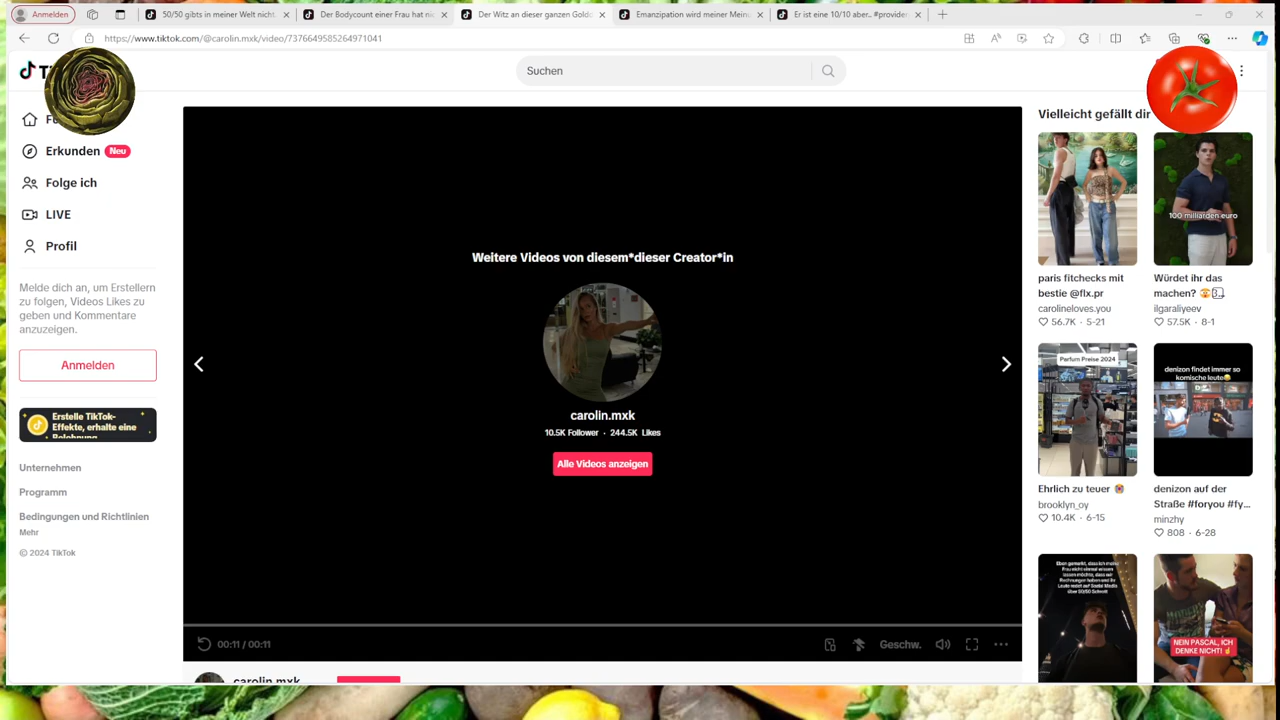 Anmelden
50/50 gibts in meiner Welt nicht.
Der Bodycount einer Frau hat ni
Der Witz an dieser ganzen Goldd
Emanzipation wird meiner Meinu
Er ist eine 10/10 aber.. #provider
https://www.tiktok.com/@carolin.mxk/video/7376649585264971041
Suchen
Erkunden Neu
Folge ich
LIVE
Profil
Melde dich an, um Erstellern
zu folgen, Videos Likes zu
geben und Kommentare
anzuzeigen.
Anmelden
Erstelle TikTok-
Effekte, erhalte eine
Belohnung
Unternehmen
Programm
Bedingungen und Richtlinien
Mehr
© 2024 TikTok
Weitere Videos von diesem*dieser Creator*in
carolin.mxk
10.5K Follower · 244.5K Likes
Alle Videos anzeigen
00:11 / 00:11
Geschw.
carolin.mxk
Vielleicht gefällt dir
paris fitchecks mit
bestie @flx.pr
carolineloves.you
56.7K · 5-21
100 milliarden euro
Würdet ihr das
machen?
ilgaraliyeev
57.5K · 8-1
Parfum Preise 2024
Ehrlich zu teuer
brooklyn_oy
10.4K · 6-15
denizon findet immer so
komische leute
denizon auf der
Straße #foryou #fy...
minzhy
808 · 6-28
NEIN PASCAL, ICH
DENKE NICHT!